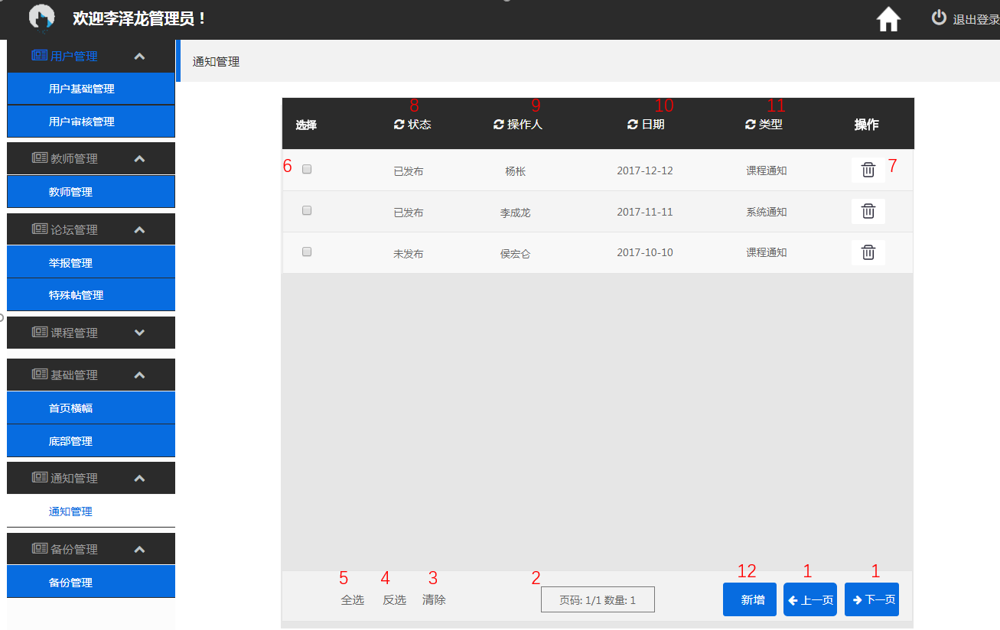 欢迎李泽龙管理员！
退出登录
用户管理
用户基础管理
用户审核管理
教师管理
教师管理
论坛管理
举报管理
特殊帖管理
课程管理
基础管理
首页横幅
底部管理
通知管理
通知管理
备份管理
备份管理
通知管理
8 9 10 11
选择 状态 操作人 日期 类型 操作
6 已发布 杨枨 2017-12-12 课程通知 7
已发布 李成龙 2017-11-11 系统通知
未发布 侯宏仑 2017-10-10 课程通知
5 4 3 2 12 1 1
全选 反选 清除 页码: 1/1 数量: 1 新增 上一页 下一页